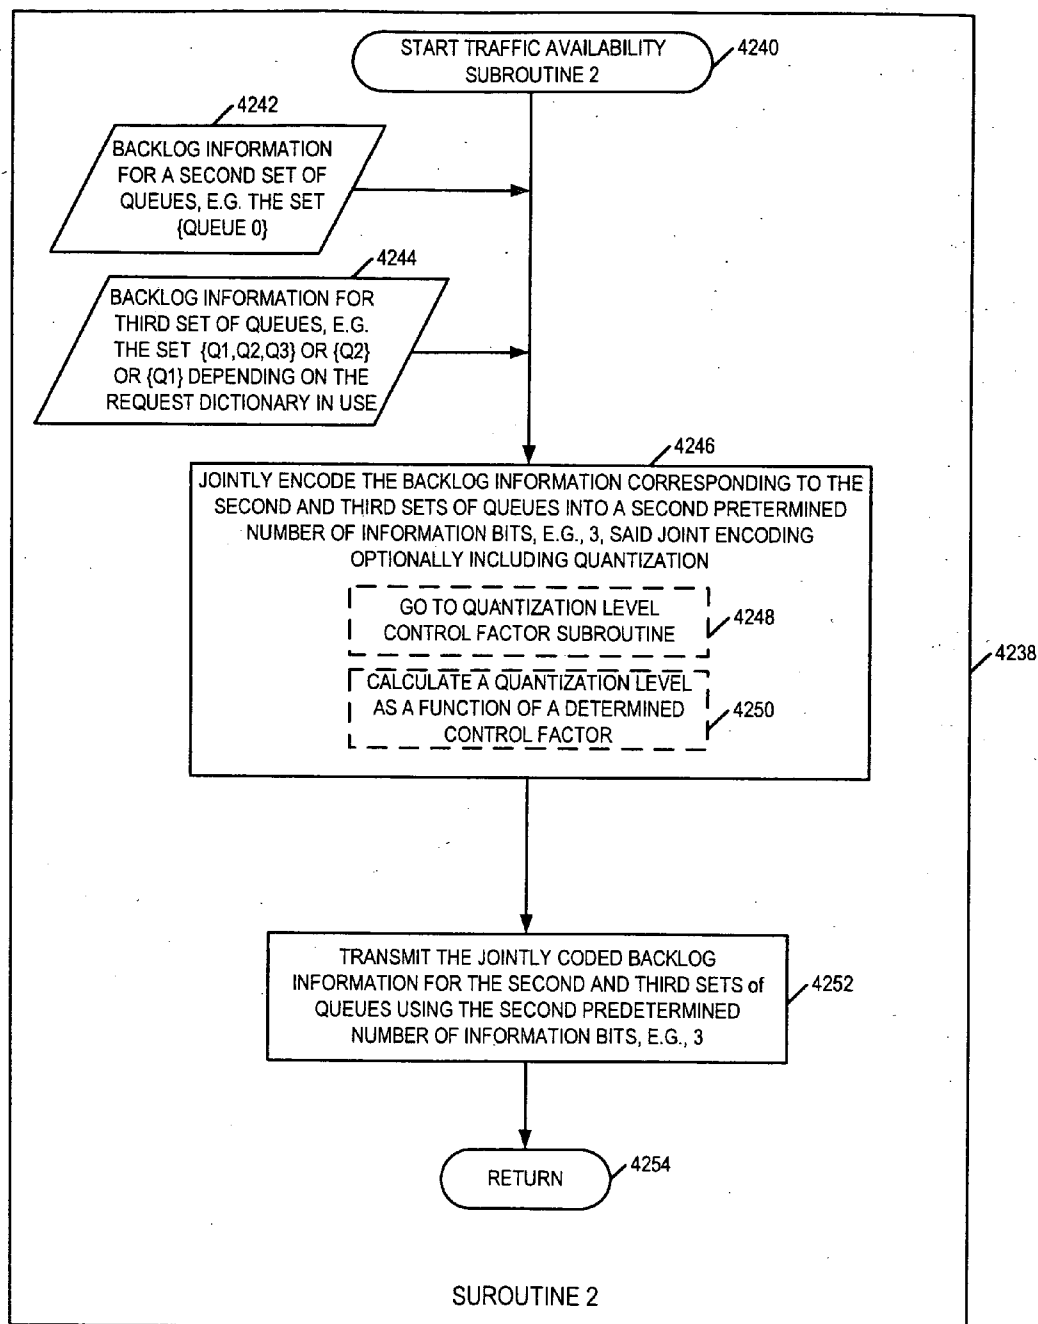 START TRAFFIC AVAILABILITY
SUBROUTINE 2
4240
4242
BACKLOG INFORMATION
FOR A SECOND SET OF
QUEUES, E.G. THE SET
{QUEUE 0}
4244
BACKLOG INFORMATION FOR
THIRD SET OF QUEUES, E.G.
THE SET {Q1,Q2,Q3} OR {Q2}
OR {Q1} DEPENDING ON THE
REQUEST DICTIONARY IN USE
4246
JOINTLY ENCODE THE BACKLOG INFORMATION CORRESPONDING TO THE
SECOND AND THIRD SETS OF QUEUES INTO A SECOND PRETERMINED
NUMBER OF INFORMATION BITS, E.G., 3, SAID JOINT ENCODING
OPTIONALLY INCLUDING QUANTIZATION
GO TO QUANTIZATION LEVEL
CONTROL FACTOR SUBROUTINE
4248
4238
CALCULATE A QUANTIZATION LEVEL
AS A FUNCTION OF A DETERMINED
CONTROL FACTOR
4250
TRANSMIT THE JOINTLY CODED BACKLOG
INFORMATION FOR THE SECOND AND THIRD SETS of
QUEUES USING THE SECOND PREDETERMINED
NUMBER OF INFORMATION BITS, E.G., 3
4252
RETURN
4254
SUROUTINE 2